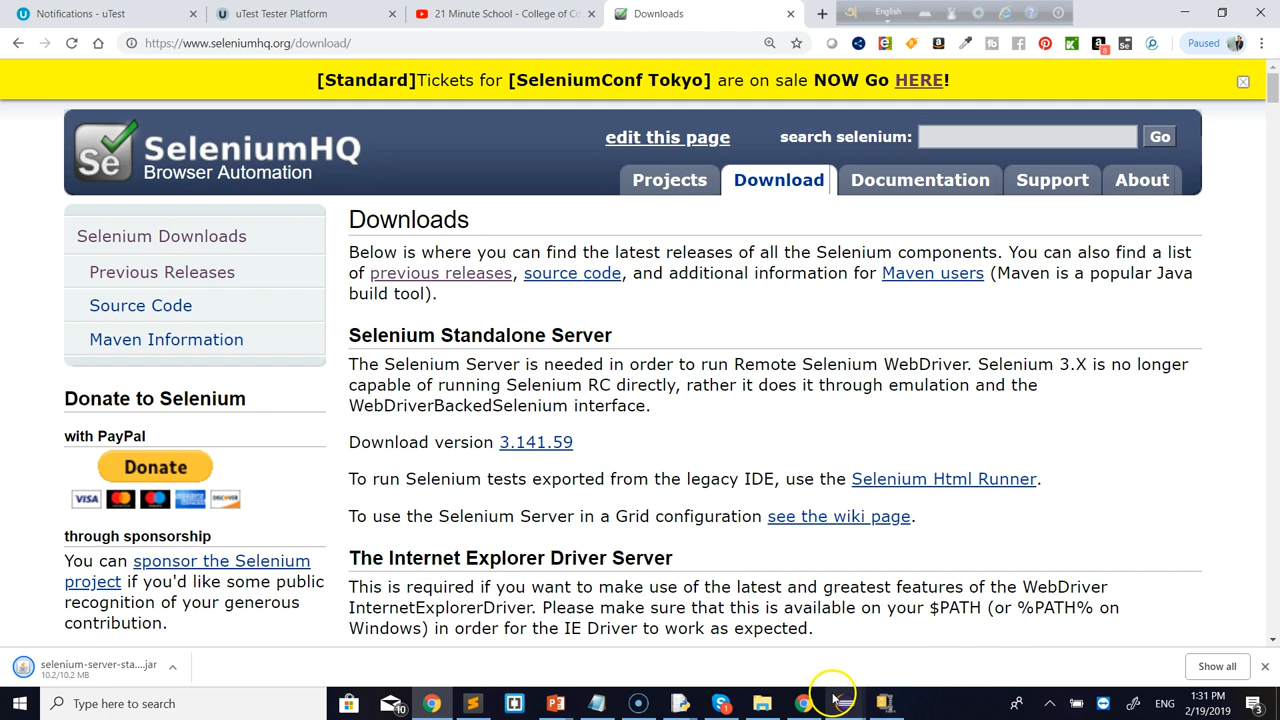 Notifications - uTest
uTest Tester Platform
21 Minute School - College of Co
Downloads
English
https://www.seleniumhq.org/download/
8
Se
Paused
[Standard]Tickets for [SeleniumConf Tokyo] are on sale NOW Go HERE!
Se
SeleniumHQ
Browser Automation
edit this page
search selenium:
Go
Projects
Download
Documentation
Support
About
Selenium Downloads
Previous Releases
Source Code
Maven Information
Donate to Selenium
with PayPal
Donate
VISA
DISCOVER
through sponsorship
You can sponsor the Selenium
project if you'd like some public
recognition of your generous
contribution.
Downloads
Below is where you can find the latest releases of all the Selenium components. You can also find a list
of previous releases, source code, and additional information for Maven users (Maven is a popular Java
build tool).
Selenium Standalone Server
The Selenium Server is needed in order to run Remote Selenium WebDriver. Selenium 3.X is no longer
capable of running Selenium RC directly, rather it does it through emulation and the
WebDriverBackedSelenium interface.
Download version 3.141.59
To run Selenium tests exported from the legacy IDE, use the Selenium Html Runner.
To use the Selenium Server in a Grid configuration see the wiki page.
The Internet Explorer Driver Server
This is required if you want to make use of the latest and greatest features of the WebDriver
InternetExplorerDriver. Please make sure that this is available on your $PATH (or %PATH% on
Windows) in order for the IE Driver to work as expected.
selenium-server-sta....jar
10.2/10.2 MB
Show all
Type here to search
10
ENG
1:31 PM
2/19/2019
3